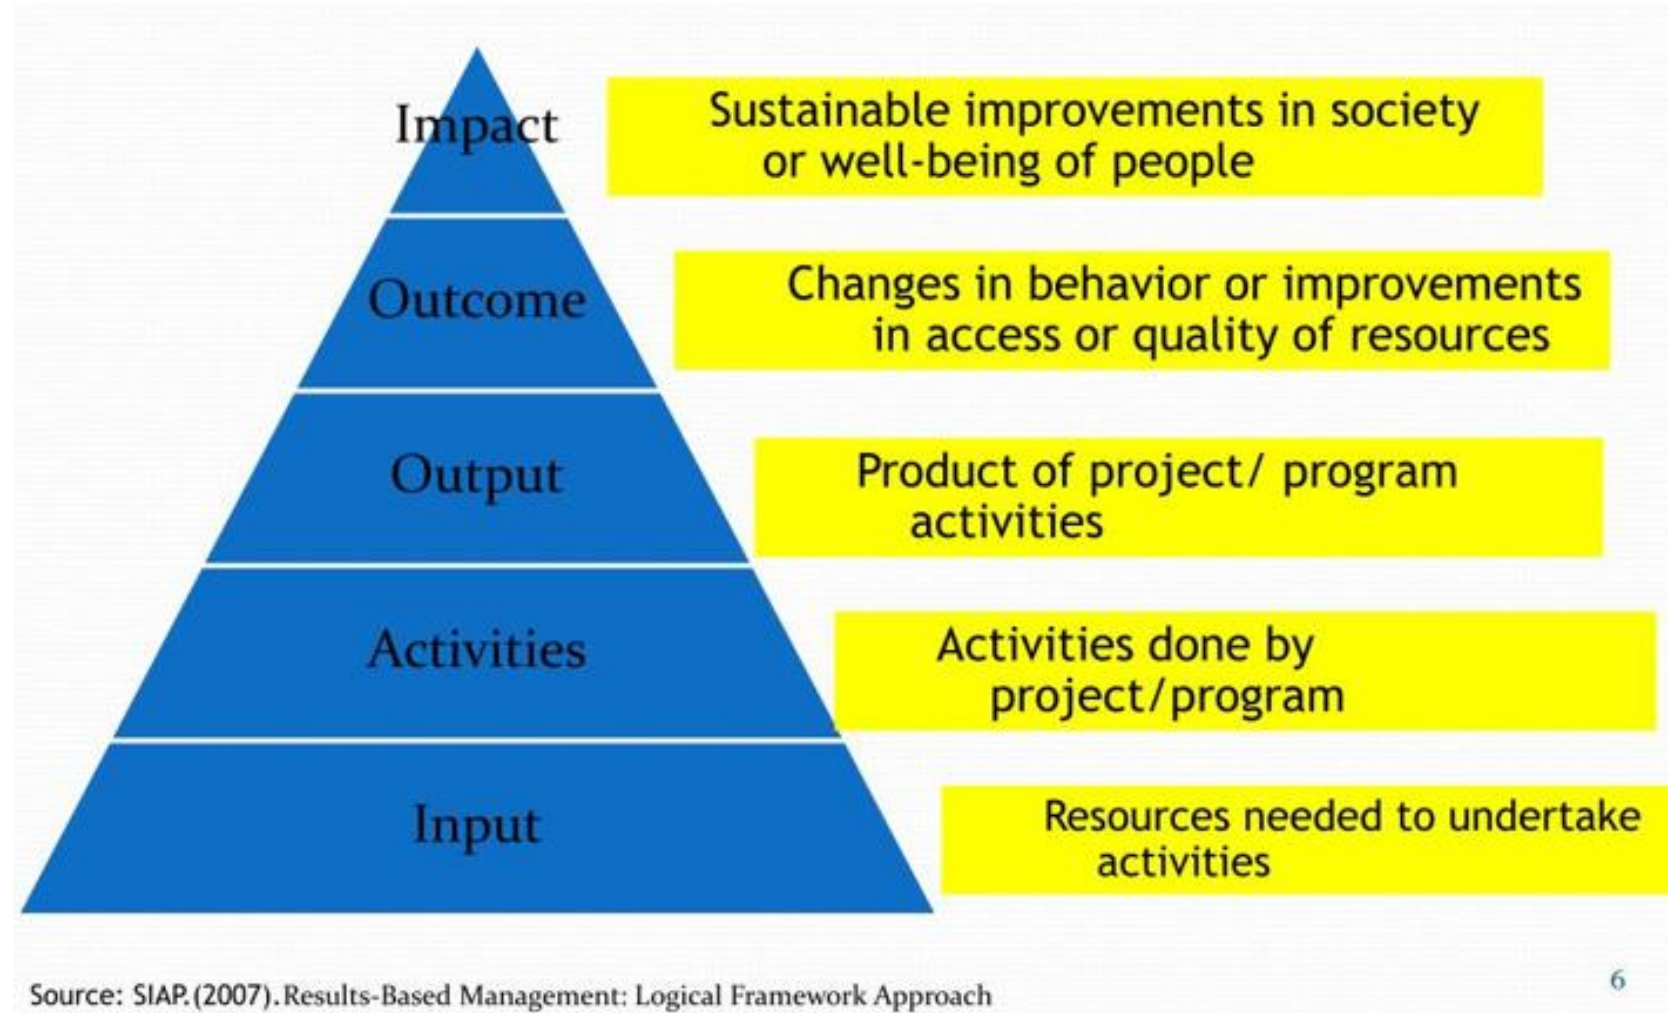 Impact
Sustainable improvements in society
or well-being of people
Outcome
Changes in behavior or improvements
in access or quality of resources
Output
Product of project/ program
activities
Activities
Activities done by
project/program
Input
Resources needed to undertake
activities
Source: SIAP.(2007).Results-Based Management: Logical Framework Approach
6